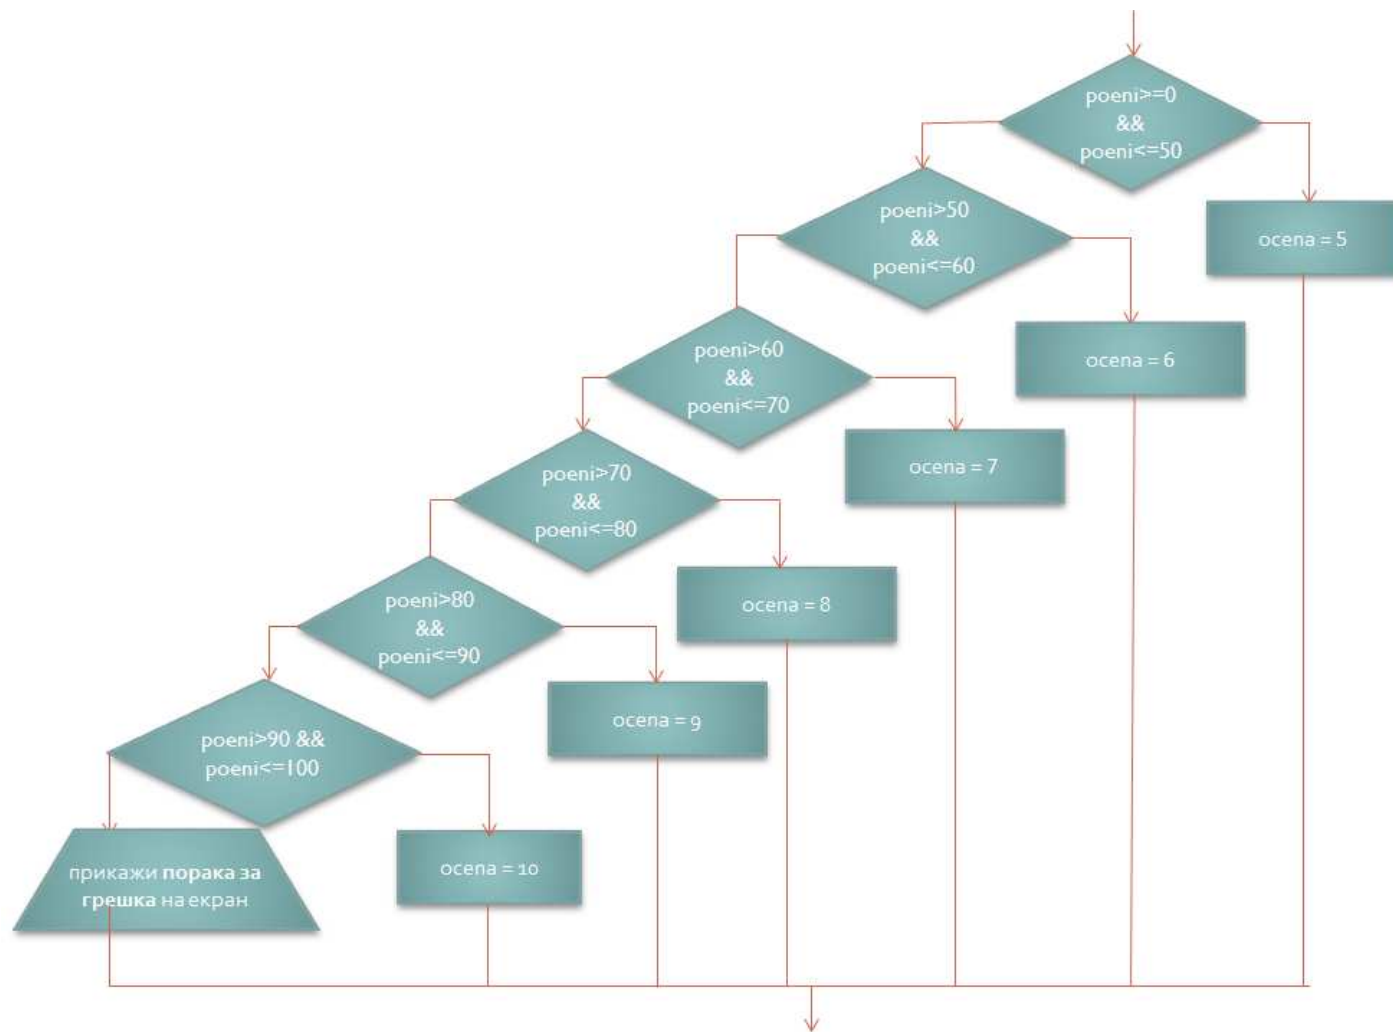 poeni>=0
&&
poeni<=50
poeni>50
&&
poeni<=60
ocena = 5
poeni>60
&&
poeni<=70
ocena = 6
poeni>70
&&
poeni<=80
ocena = 7
poeni>80
&&
poeni<=90
ocena = 8
poeni>90 &&
poeni<=100
ocena = 9
прикажи порака за
грешка на екран
ocena = 10